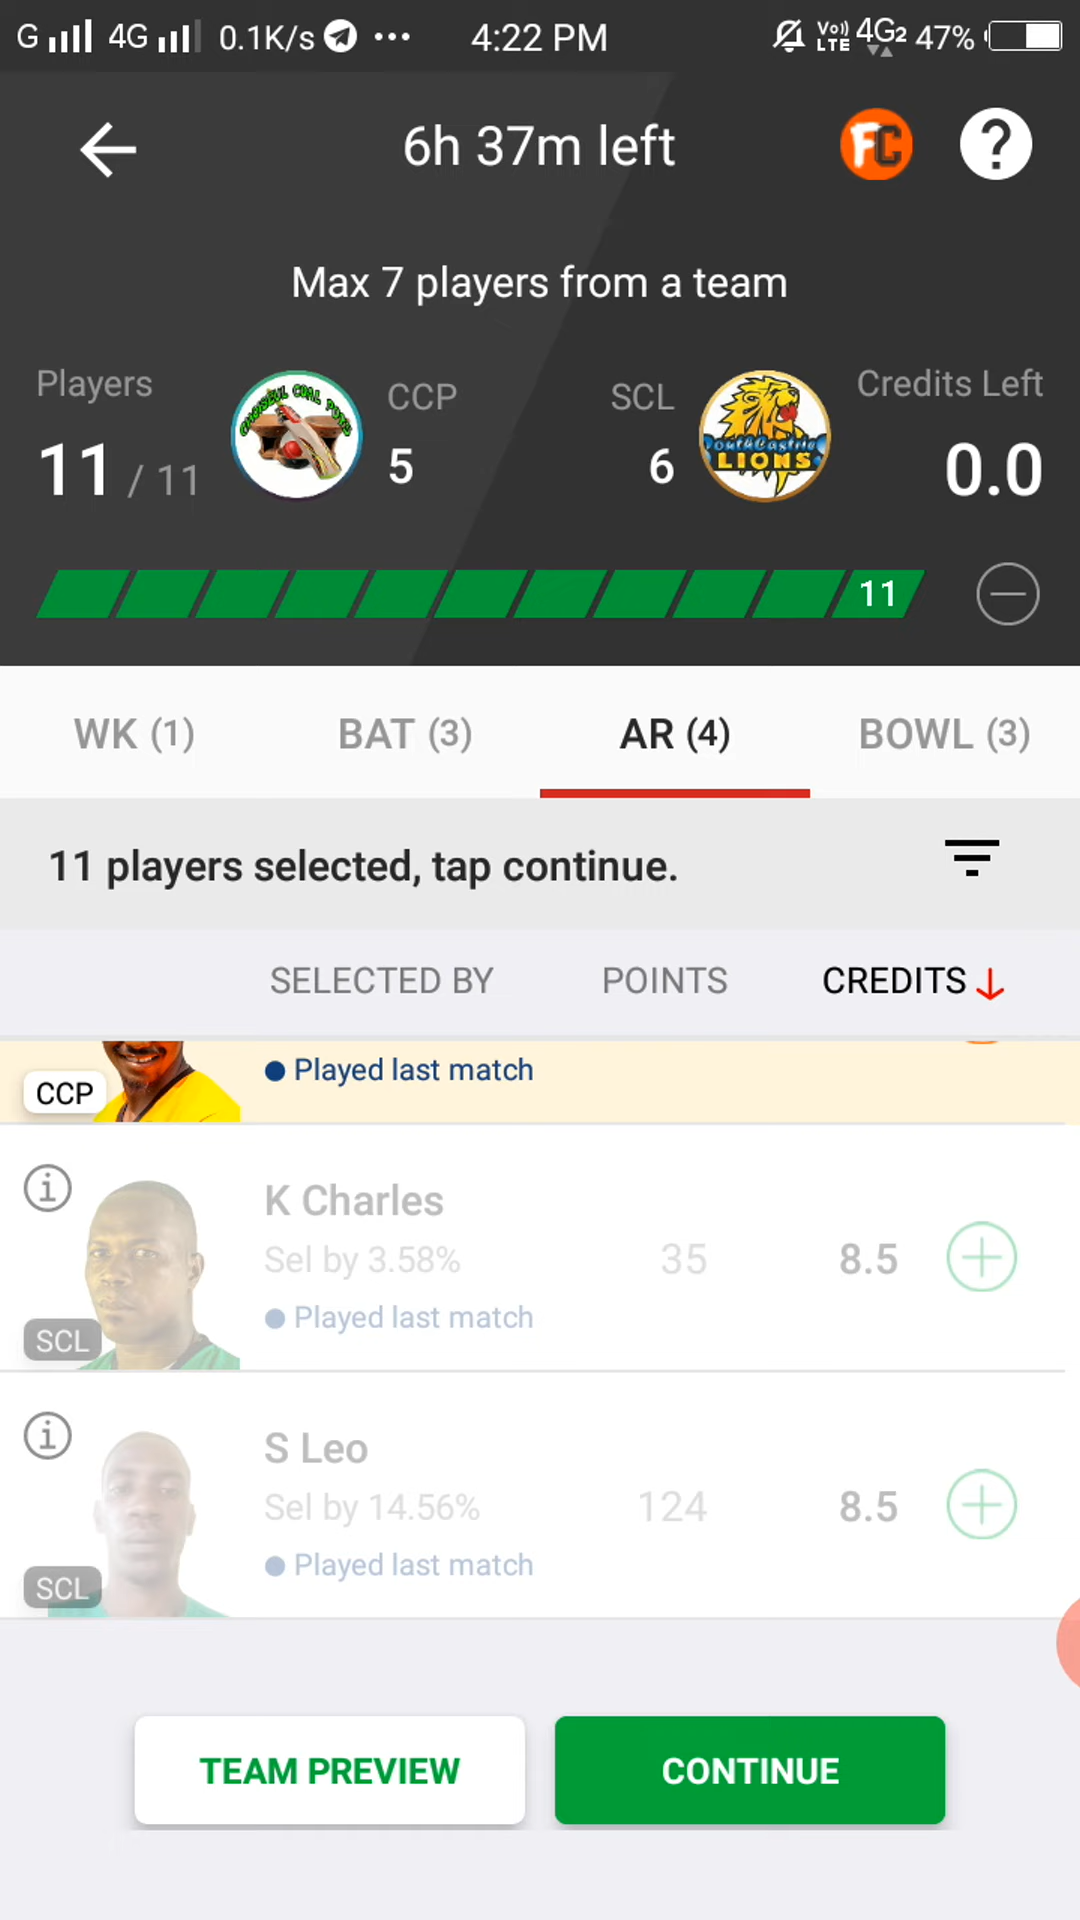 G 4G 0.1K/s ... 4:22 PM Vo)) LTE 4G2 47%
6h 37m left FC ?
Max 7 players from a team
Players CCP SCL Credits Left
11 / 11 5 6 0.0
LIONS
11
WK (1) BAT (3) AR (4) BOWL (3)
11 players selected, tap continue.
SELECTED BY POINTS CREDITS
CCP Played last match
K Charles
Sel by 3.58% 35 8.5
Played last match
SCL
S Leo
Sel by 14.56% 124 8.5
Played last match
SCL
TEAM PREVIEW CONTINUE